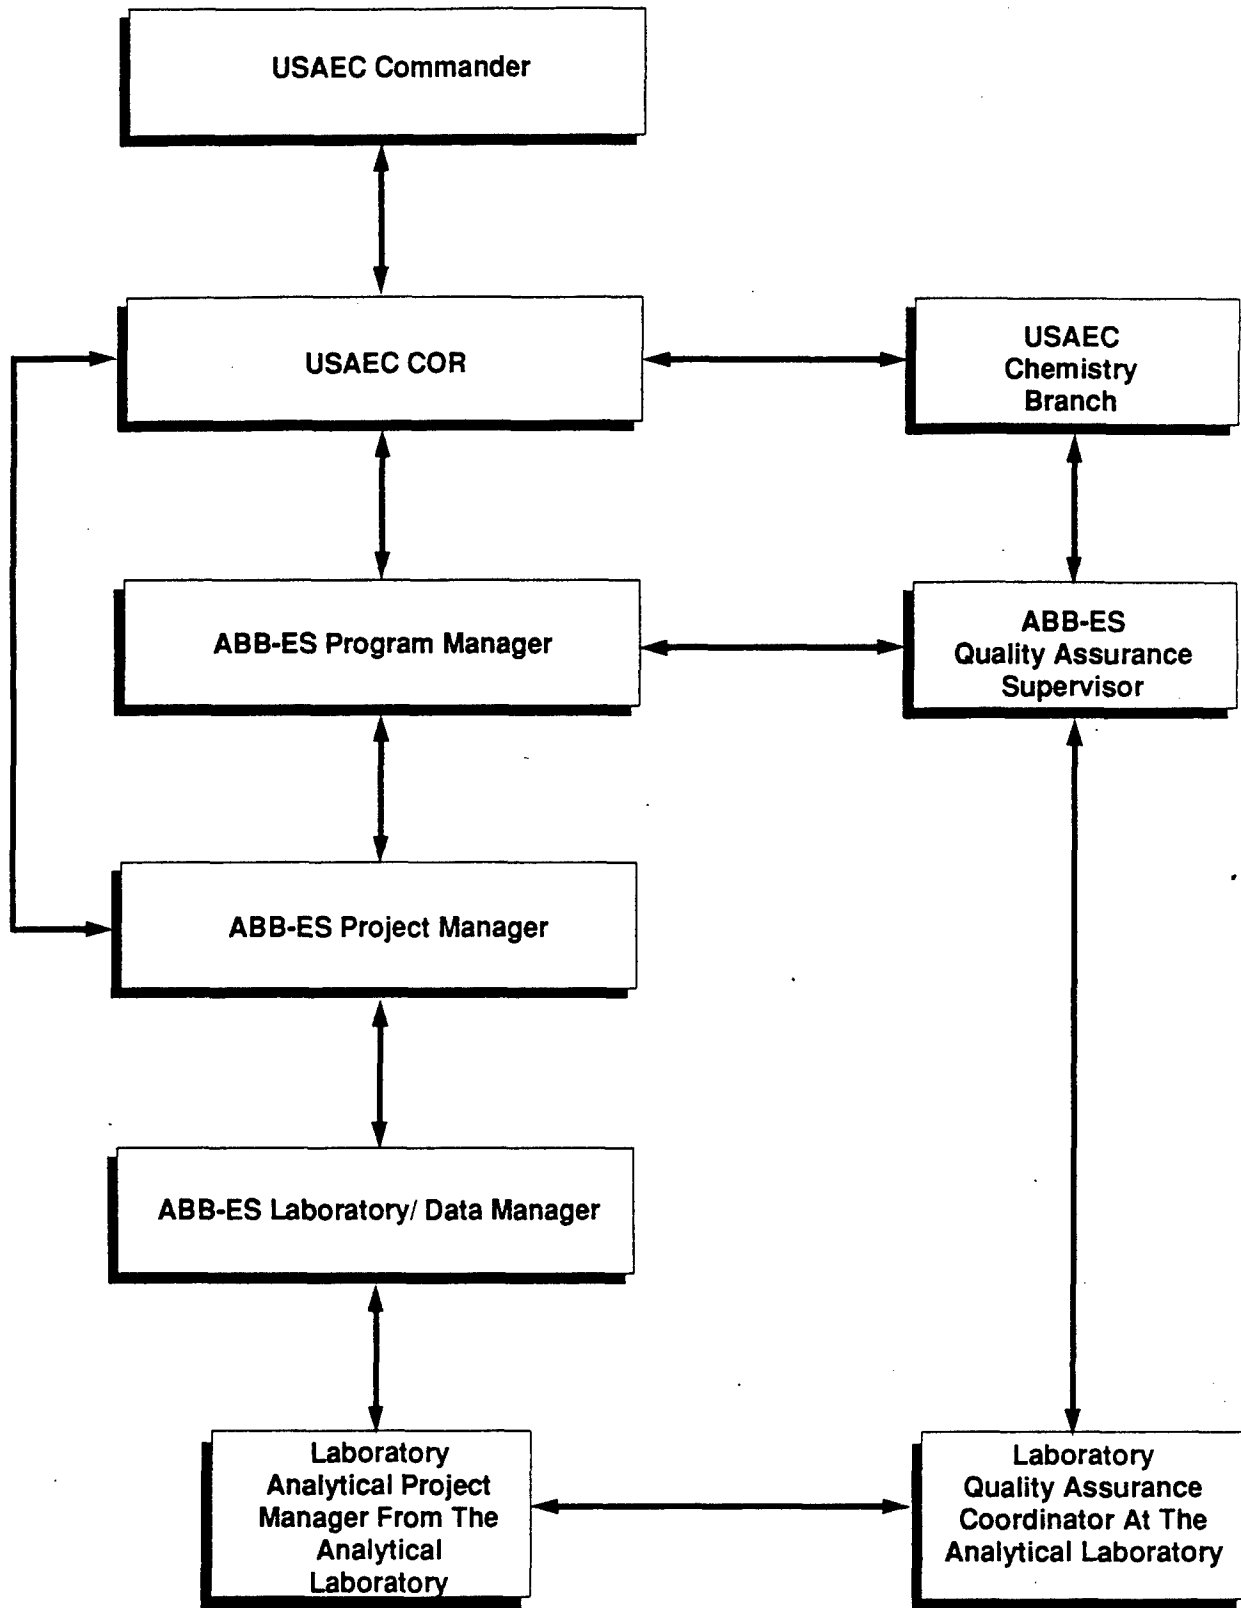 USAEC Commander
USAEC COR
USAEC
Chemistry
Branch
ABB-ES Program Manager
ABB-ES
Quality Assurance
Supervisor
ABB-ES Project Manager
ABB-ES Laboratory/ Data Manager
Laboratory
Analytical Project
Manager From The
Analytical
Laboratory
Laboratory
Quality Assurance
Coordinator At The
Analytical Laboratory